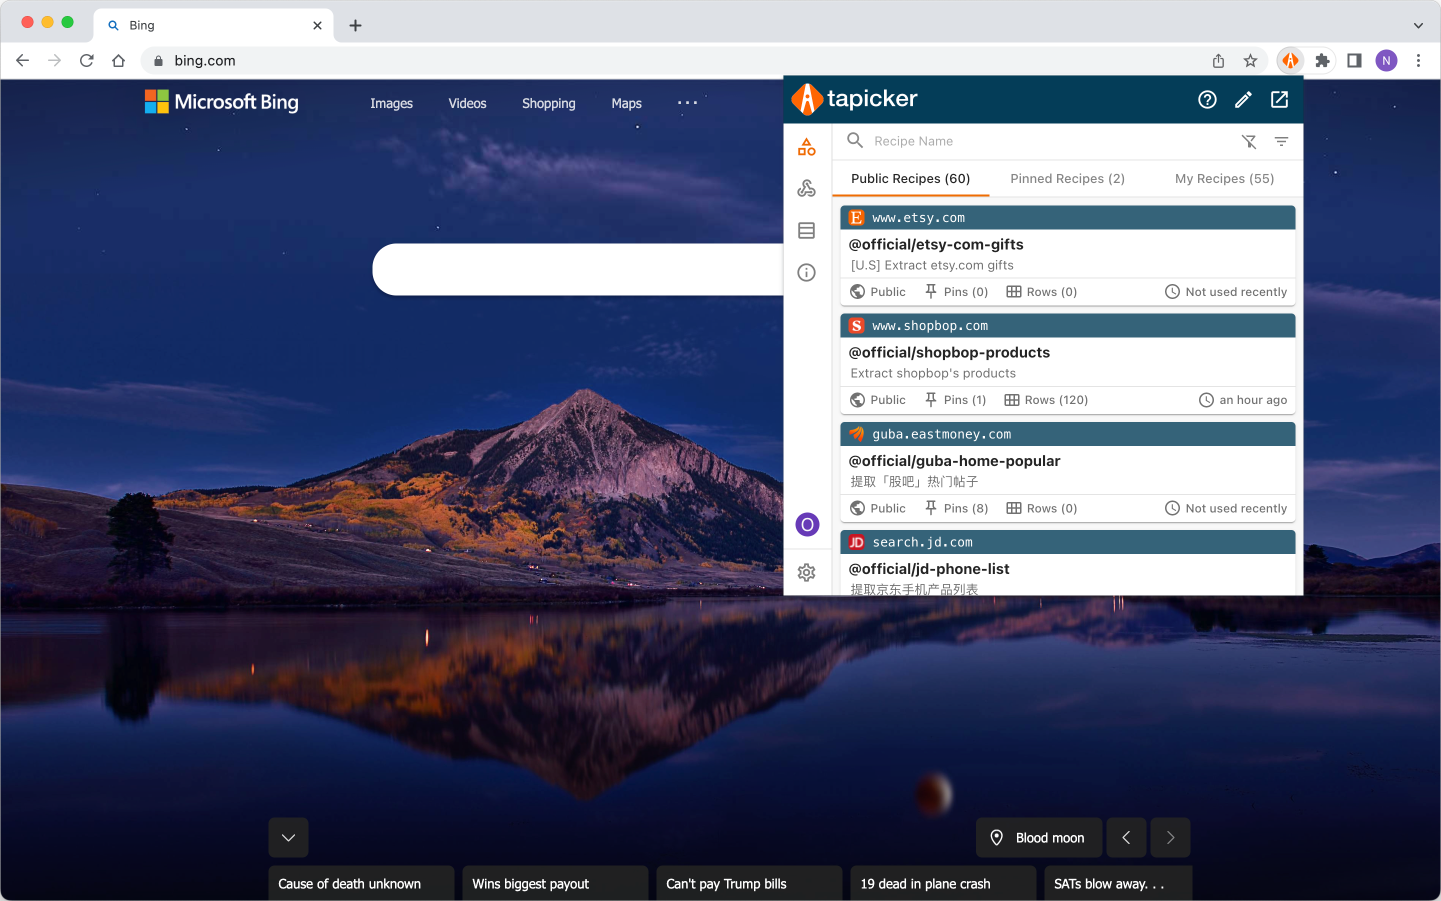 Bing
bing.com
N
Microsoft Bing
Images
Videos
Shopping
Maps
tapicker
Recipe Name
Public Recipes (60)
Pinned Recipes (2)
My Recipes (55)
E
www.etsy.com
@official/etsy-com-gifts
[U.S] Extract etsy.com gifts
Public
Pins (0)
Rows (0)
Not used recently
S
www.shopbop.com
@official/shopbop-products
Extract shopbop's products
Public
Pins (1)
Rows (120)
an hour ago
guba.eastmoney.com
@official/guba-home-popular
提取「股吧」热门帖子
Public
Pins (8)
Rows (0)
Not used recently
O
JD
search.jd.com
@official/jd-phone-list
提取京东手机产品列表
Blood moon
Cause of death unknown
Wins biggest payout
Can't pay Trump bills
19 dead in plane crash
SATs blow away. . .